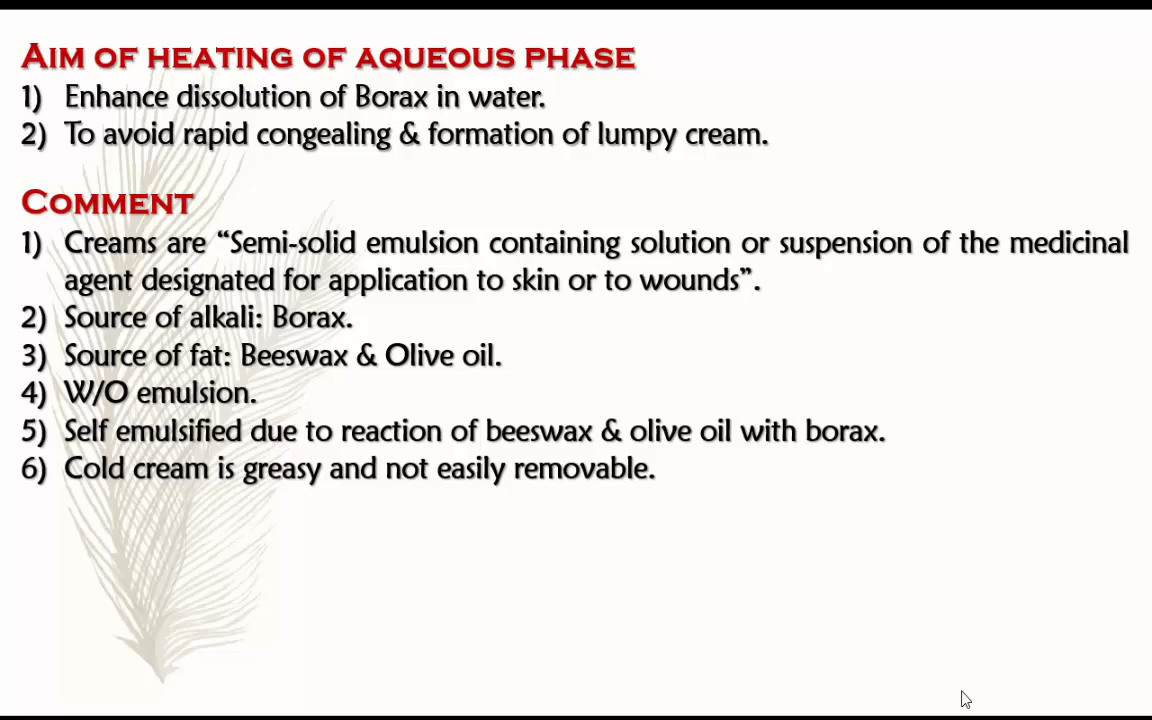 AIM OF HEATING OF AQUEOUS PHASE
1) Enhance dissolution of Borax in water.
2) To avoid rapid congealing & formation of lumpy cream.
COMMENT
1) Creams are “Semi-solid emulsion containing solution or suspension of the medicinal
agent designated for application to skin or to wounds”.
2) Source of alkali: Borax.
3) Source of fat: Beeswax & Olive oil.
4) W/O emulsion.
5) Self emulsified due to reaction of beeswax & olive oil with borax.
6) Cold cream is greasy and not easily removable.